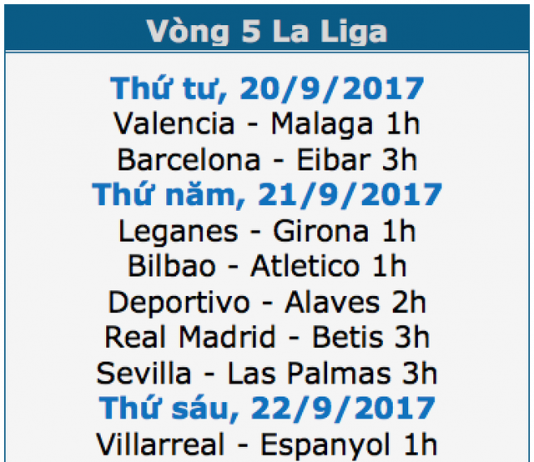 Vòng 5 La Liga
Thứ tư, 20/9/2017
Valencia - Malaga 1h
Barcelona - Eibar 3h
Thứ năm, 21/9/2017
Leganes - Girona 1h
Bilbao - Atletico 1h
Deportivo - Alaves 2h
Real Madrid - Betis 3h
Sevilla - Las Palmas 3h
Thứ sáu, 22/9/2017
Villarreal - Espanyol 1h